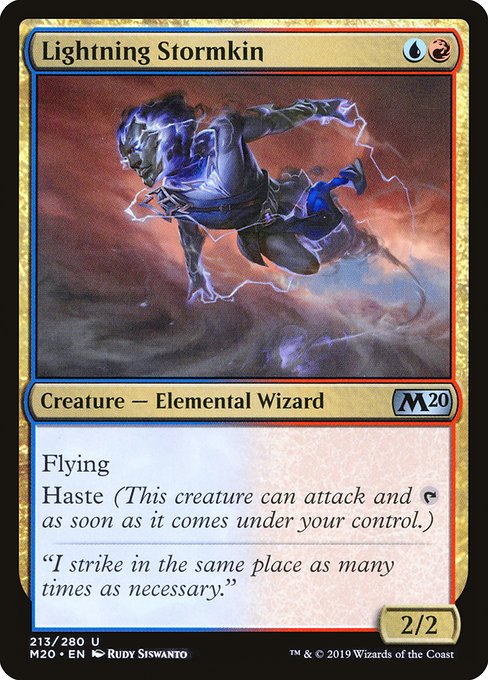 Lightning Stormkin
Creature — Elemental Wizard
M20
Flying
Haste (This creature can attack and
as soon as it comes under your control.)
“I strike in the same place as many
times as necessary.”
2/2
213/280 U
M20 • EN Rudy Siswanto
™ & © 2019 Wizards of the Coast